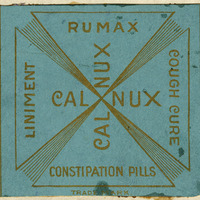 RUMAX
LINIMENT
CAL NUX
CAL NUX
COUGH CURE
CONSTIPATION PILLS
TRADE MARK